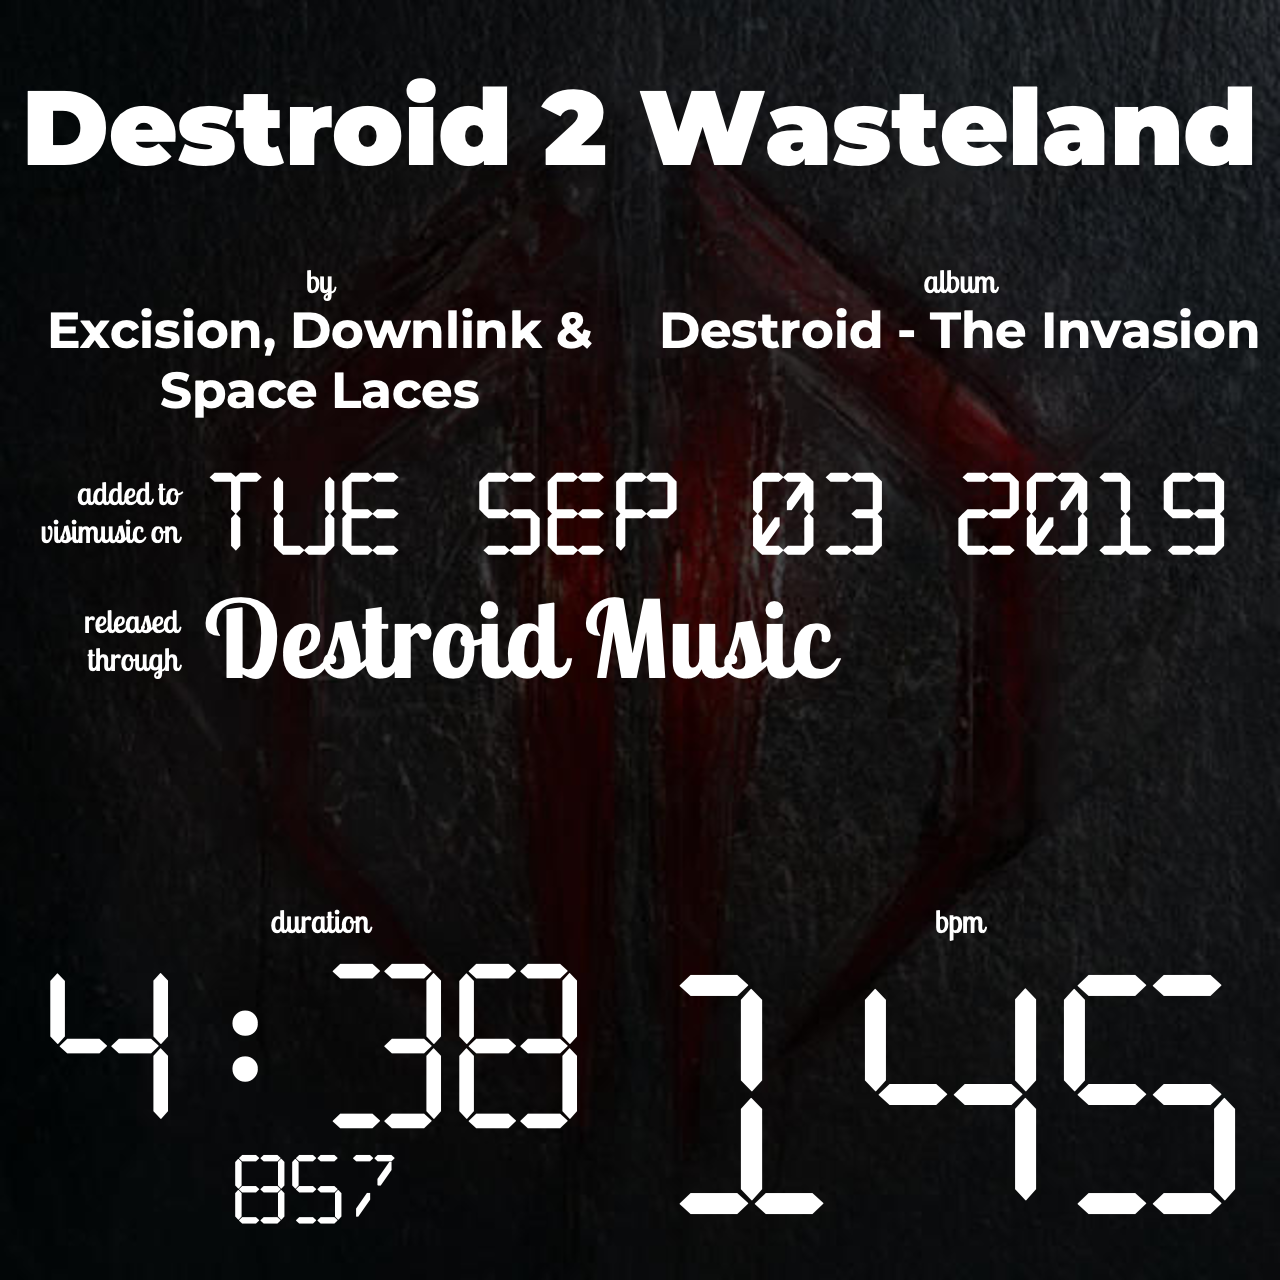 Destroid 2 Wasteland
by
Excision, Downlink &
Space Laces
album
Destroid - The Invasion
added to
visimusic on
TUE SEP 03 2019
released
through
Destroid Music
duration
4:38
857
bpm
145